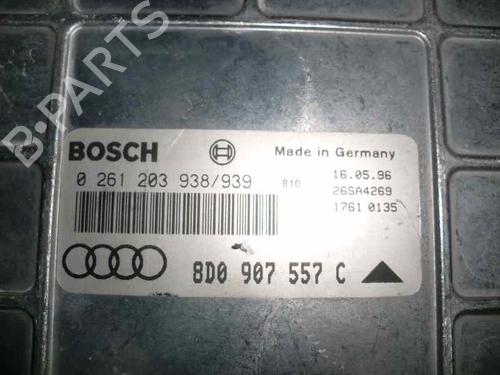 B-PARTS
BOSCH
Made in Germany
0 261 203 938/939
810
16.05.96
26SA4269
1761 0135
8D0 907 557 C